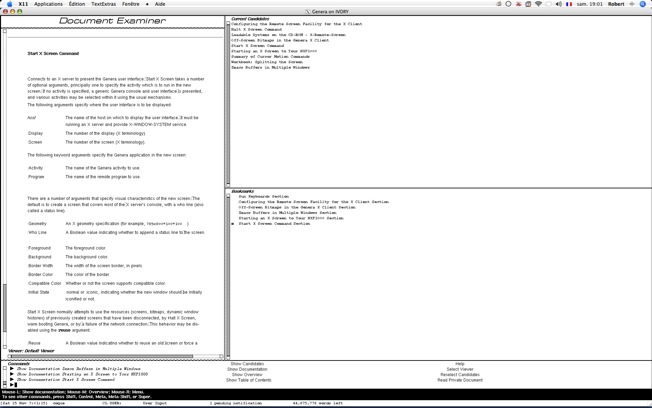 X11 Applications Édition TextExtras Fenêtre Aide
sam. 19:01 Robert
Genera on IVORY
Document Examiner
Start X Screen Command
Connects to an X server to present the Genera user interface. Start X Screen takes a number
of optional arguments, principally one to specify the activity which is to run in the new
screen. If no activity is specified, a generic Genera console and user interface is presented,
and various activities may be selected within it using the usual mechanisms.
The following arguments specify where the user interface is to be displayed:
host The name of the host on which to display the user interface. It must be
running an X server and provide X-WINDOW-SYSTEM service
Display The number of the display (X terminology).
Screen The number of the screen (X terminology).
The following keyword arguments specify the Genera application in the new screen:
Activity The name of the Genera activity to use
Program The name of the remote program to use
There are a number of arguments that specify visual characteristics of the new screen. The
default is to create a screen that covers most of the X server's console, with a who line (also
called a status line).
Geometry An X geometry specification (for example,
Who Line A Boolean value indicating whether to append a status line to the screen.
Foreground The foreground color.
Background The background color.
Border Width The width of the screen border, in pixels.
Border Color The color of the border.
Compatible Color Whether or not the screen supports compatible color.
Initial State normal or iconic, indicating whether the new window should be initially
iconified or not.
Start X Screen normally attempts to use the resources (screens, bitmaps, dynamic window
histories) of previously created screens that have been disconnected, by Halt X Screen,
warm booting Genera, or by a failure of the network connection. This behavior may be dis-
abled using the :reuse argument.
Reuse A Boolean value indicating whether to reuse an old screen or force a
Viewer: Default Viewer
Current Candidates
Configuring the Remote Screen Facility for the X Client
Halt X Screen Command
Loadable Systems on the CD-ROM : X-Remote-Screen
Off-Screen Bitmaps in the Genera X Client
Start X Screen Command
Starting an X Screen to Your MXP1000
Summary of Cursor Motion Commands
Workbench: Splitting the Screen
Zmacs Buffers in Multiple Windows
Bookmarks
Sun Keyboards Section
Configuring the Remote Screen Facility for the X Client Section
Off-Screen Bitmaps in the Genera X Client Section
Zmacs Buffers in Multiple Windows Section
Starting an X Screen to Your MXP1000 Section
Start X Screen Command Section
Commands
Show Documentation Zmacs Buffers in Multiple Windows
Show Documentation Starting an X Screen to Your MXP1000
Show Documentation Start X Screen Command
Show Candidates Help
Show Documentation Select Viewer
Show Overview Reselect Candidates
Show Table of Contents Read Private Document
Mouse-L: Show documentation; Mouse-M: Overview; Mouse-R: Menu.
To see other commands, press Shift, Control, Meta, Meta-Shift, or Super.
CL-USER: User Input 1 pending notification